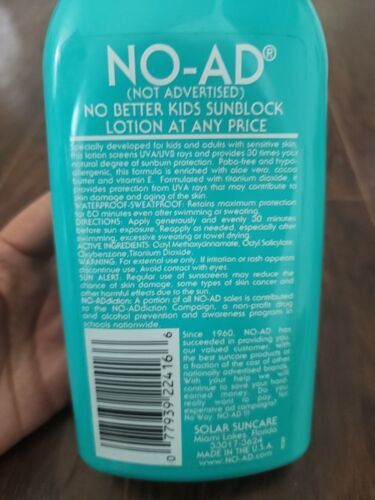 NO-AD®
(NOT ADVERTISED)
NO BETTER KIDS SUNBLOCK
LOTION AT ANY PRICE
Specially developed for kids and adults with sensitive skin,
this lotion screens UVA/UVB rays and provides 30 times your
natural degree of sunburn protection. Paba-free and hypo-
allergenic, this formula is enriched with aloe vera, cocoa
butter and vitamin E. Formulated with titanium dioxide, it
provides protection from UVA rays that may contribute to
skin damage and aging of the skin.
WATERPROOF-SWEATPROOF: Retains maximum protection
for 80 minutes even after swimming or sweating.
DIRECTIONS: Apply generously and evenly 30 minutes
before sun exposure. Reapply as needed, especially after
swimming, excessive sweating or towel drying.
ACTIVE INGREDIENTS: Octyl Methoxycinnamate, Octyl Salicylate,
Oxybenzone, Titanium Dioxide.
WARNING: For external use only. If irritation or rash appears
discontinue use. Avoid contact with eyes.
SUN ALERT: Regular use of sunscreens may reduce the
chance of skin damage, some types of skin cancer and
other harmful effects due to the sun.
NO-ADdiction: A portion of all NO-AD sales is contributed
to the NO-ADdiction Campaign, a non-profit drug
and alcohol prevention and awareness program in
schools nationwide.
Since 1960, NO-AD has
succeeded in providing you,
our valued customer, with
the best suncare products at
a fraction of the cost of other
nationally advertised brands.
With your help we will
continue to save your hard-
earned money. Do you
really want to pay for
expensive ad campaigns?
No Way. NO-AD !!!
SOLAR SUNCARE
Miami Lakes, Florida
33017-3624
MADE IN THE U.S.A.
www.NO-AD.com
0 77939 22416 6